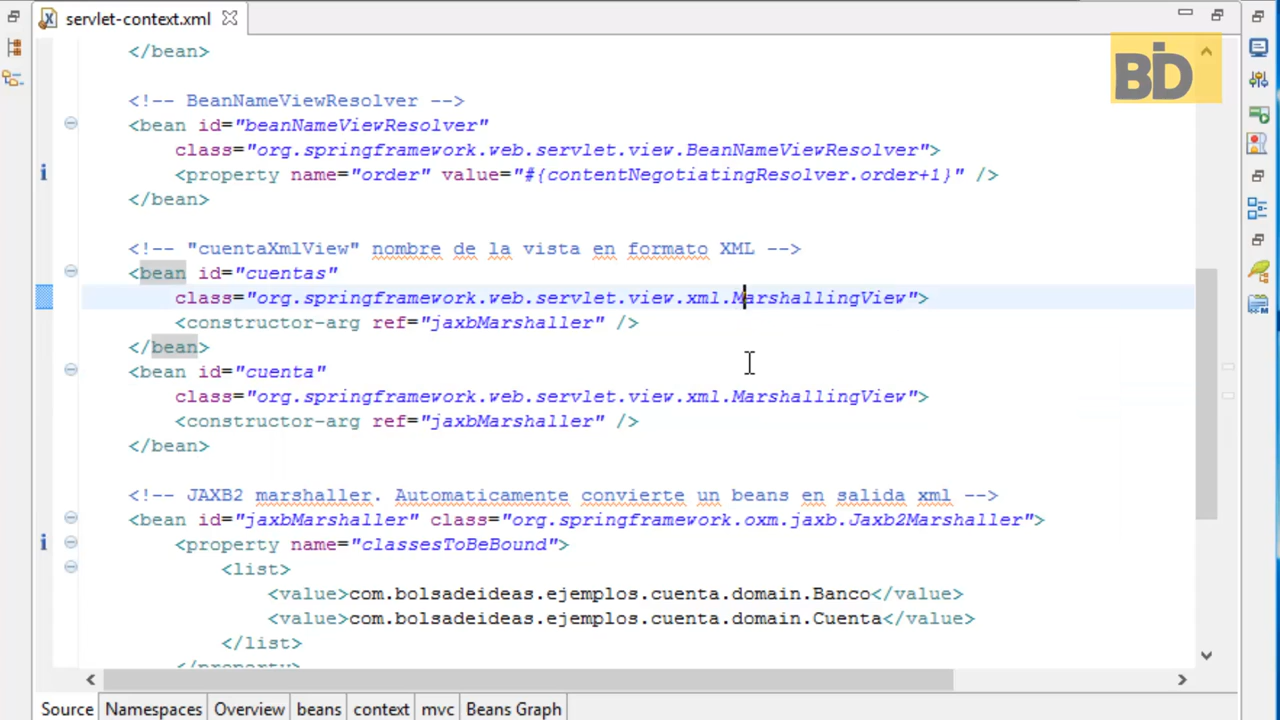 servlet-context.xml
BiD
</bean>
<!-- BeanNameViewResolver -->
<bean id="beanNameViewResolver"
class="org.springframework.web.servlet.view.BeanNameViewResolver">
<property name="order" value="#{contentNegotiatingResolver.order+1}" />
</bean>
<!-- "cuentaXmlView" nombre de la vista en formato XML -->
<bean id="cuentas"
class="org.springframework.web.servlet.view.xml.MarshallingView">
<constructor-arg ref="jaxbMarshaller" />
</bean>
<bean id="cuenta"
class="org.springframework.web.servlet.view.xml.MarshallingView">
<constructor-arg ref="jaxbMarshaller" />
</bean>
<!-- JAXB2 marshaller. Automaticamente convierte un beans en salida xml -->
<bean id="jaxbMarshaller" class="org.springframework.oxm.jaxb.Jaxb2Marshaller">
<property name="classesToBeBound">
<list>
<value>com.bolsadeideas.ejemplos.cuenta.domain.Banco</value>
<value>com.bolsadeideas.ejemplos.cuenta.domain.Cuenta</value>
</list>
</property>
Source Namespaces Overview beans context mvc Beans Graph